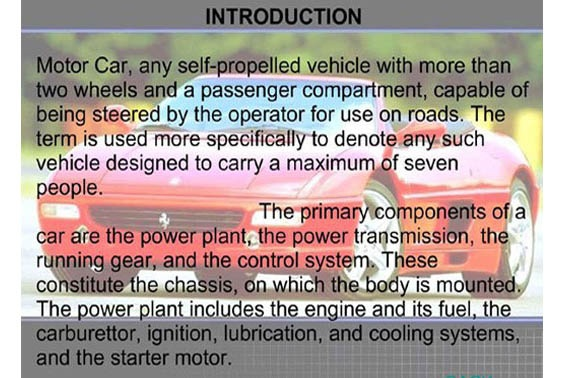 INTRODUCTION
Motor Car, any self-propelled vehicle with more than
two wheels and a passenger compartment, capable of
being steered by the operator for use on roads. The
term is used more specifically to denote any such
vehicle designed to carry a maximum of seven
people.
The primary components of a
car are the power plant, the power transmission, the
running gear, and the control system. These
constitute the chassis, on which the body is mounted.
The power plant includes the engine and its fuel, the
carburettor, ignition, lubrication, and cooling systems,
and the starter motor.